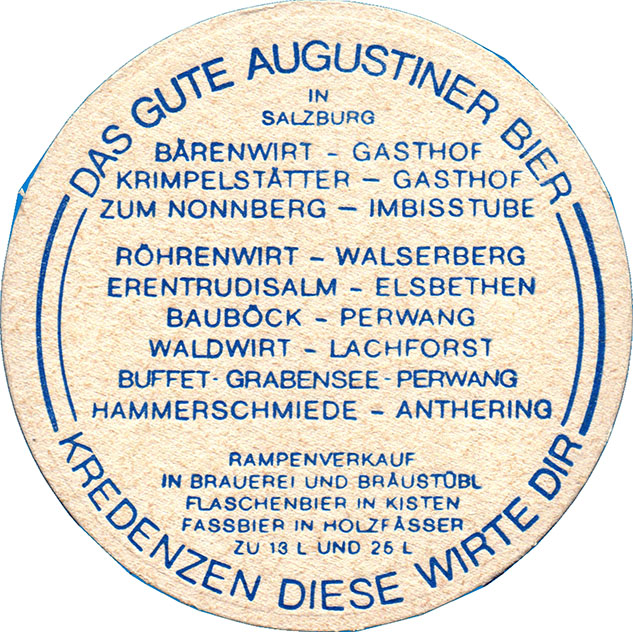 DAS GUTE AUGUSTINER BIER
IN
SALZBURG
BÄRENWIRT – GASTHOF
KRIMPELSTÄTTER – GASTHOF
ZUM NONNBERG – IMBISSTUBE
RÖHRENWIRT – WALSERBERG
ERENTRUDISALM – ELSBETHEN
BAUBÖCK – PERWANG
WALDWIRT – LACHFORST
BUFFET-GRABENSEE-PERWANG
HAMMERSCHMIEDE – ANTHERING
RAMPENVERKAUF
IN BRAUEREI UND BRÄUSTÜBL
FLASCHENBIER IN KISTEN
FASSBIER IN HOLZFÄSSER
ZU 13 L UND 25 L
KREDENZEN DIESE WIRTE DIR